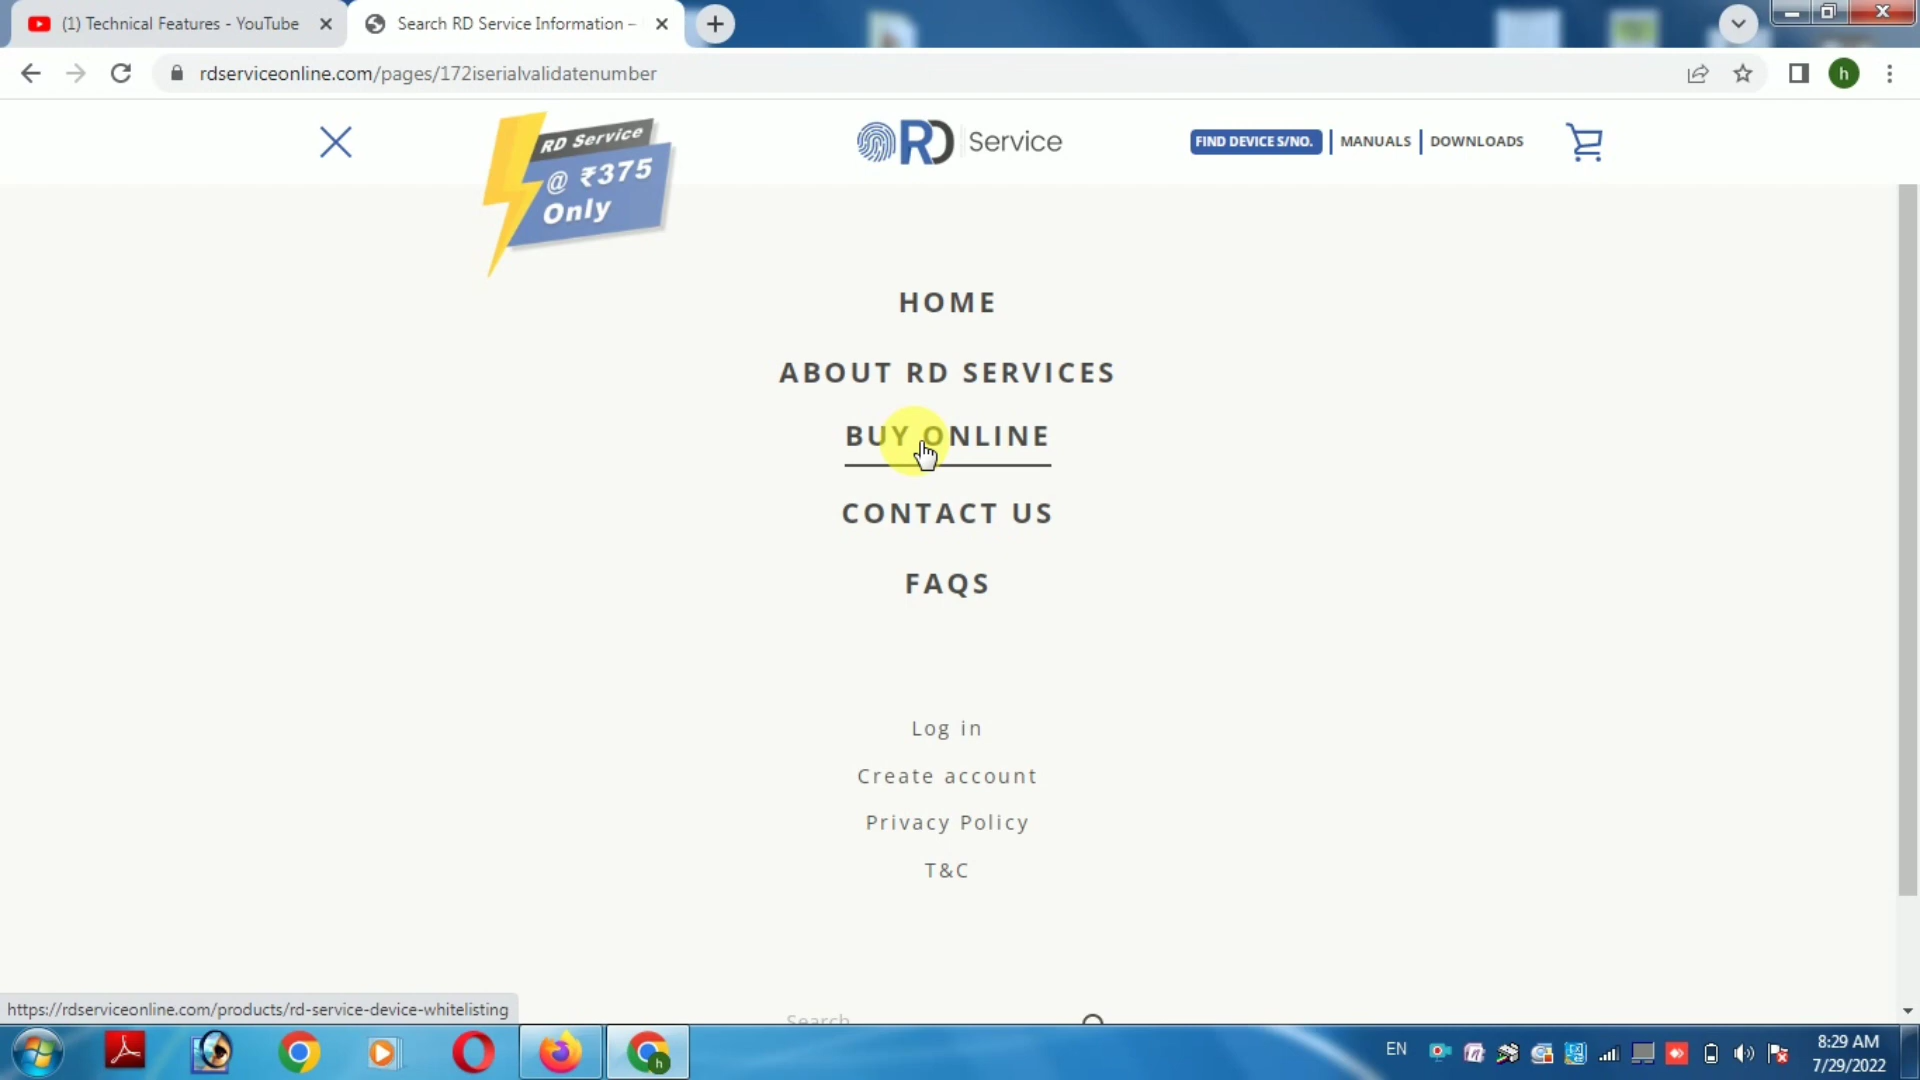 (1) Technical Features - YouTube
Search RD Service Information –
rdserviceonline.com/pages/172iserialvalidatenumber
h
RD Service
@ ₹375
Only
RD Service
FIND DEVICE S/NO.
MANUALS
DOWNLOADS
HOME
ABOUT RD SERVICES
BUY ONLINE
CONTACT US
FAQS
Log in
Create account
Privacy Policy
T&C
Search
https://rdserviceonline.com/products/rd-service-device-whitelisting
h
EN
8:29 AM
7/29/2022